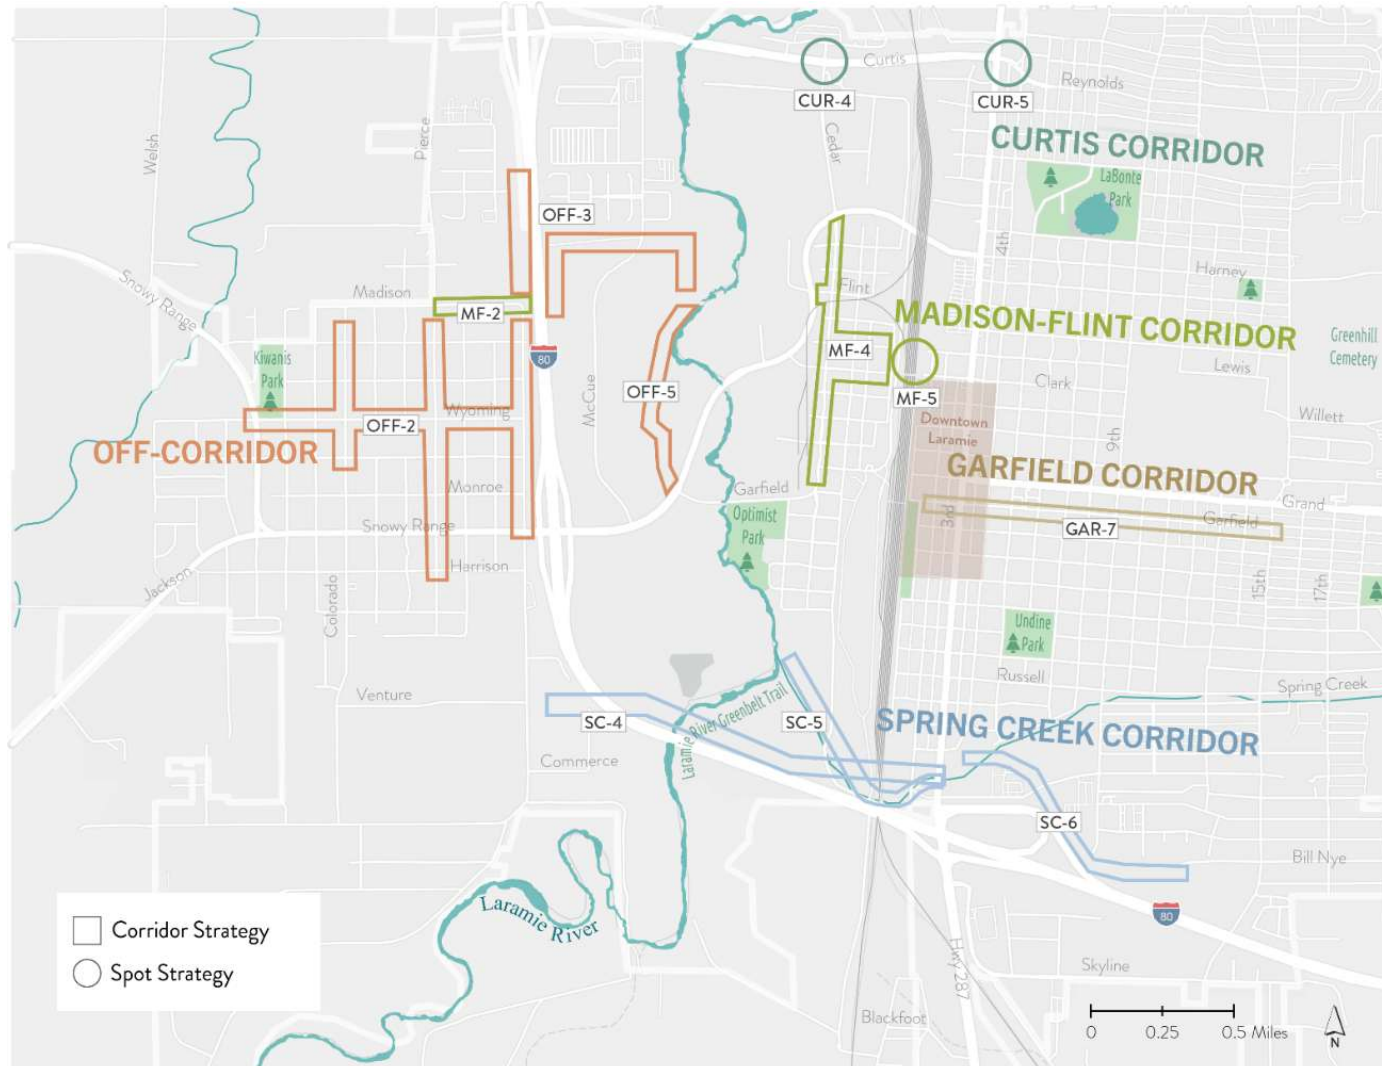 Curtis
CUR-4
CUR-5
Reynolds
CURTIS CORRIDOR
Welsh
Pierce
Cedar
LaBonte
Park
OFF-3
4th
Harney
Snowy Range
Madison
MF-2
Flint
MADISON-FLINT CORRIDOR
Greenhill
Cemetery
80
Kiwanis
Park
MF-4
Lewis
McCue
OFF-5
Clark
MF-5
Wyoming
OFF-2
Willett
Downtown
Laramie
9th
OFF-CORRIDOR
GARFIELD CORRIDOR
Monroe
Garfield
Grand
Optimist
Park
3rd
Garfield
Snowy Range
GAR-7
Harrison
Jackson
Colorado
15th
17th
Undine
Park
Russell
Spring Creek
Venture
SC-4
Laramie River Greenbelt Trail
SC-5
SPRING CREEK CORRIDOR
Commerce
SC-6
Bill Nye
Laramie River
80
Corridor Strategy
Spot Strategy
Hwy 287
Skyline
Blackfoot
0 0.25 0.5 Miles
N